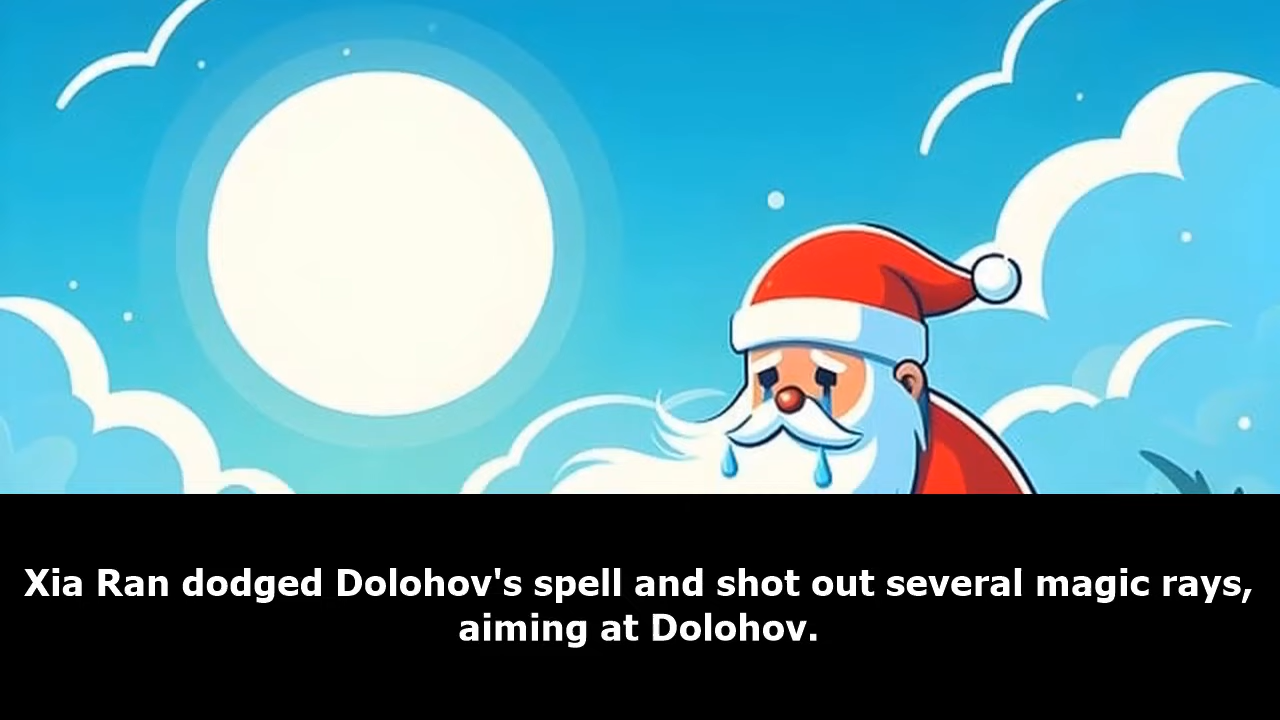 Xia Ran dodged Dolohov's spell and shot out several magic rays,
aiming at Dolohov.